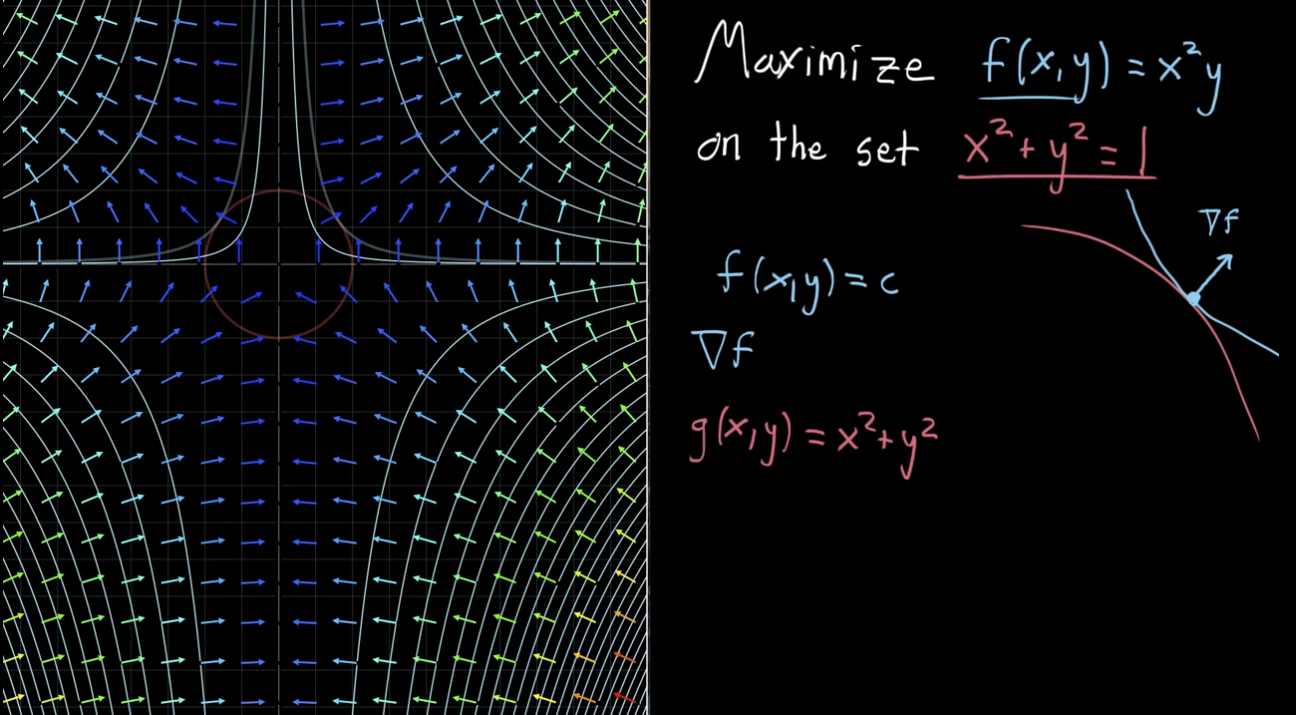 Maximize f(x,y) = x²y
on the set x² + y² = 1
∇f
f(x,y) = c
∇f
g(x,y) = x² + y²